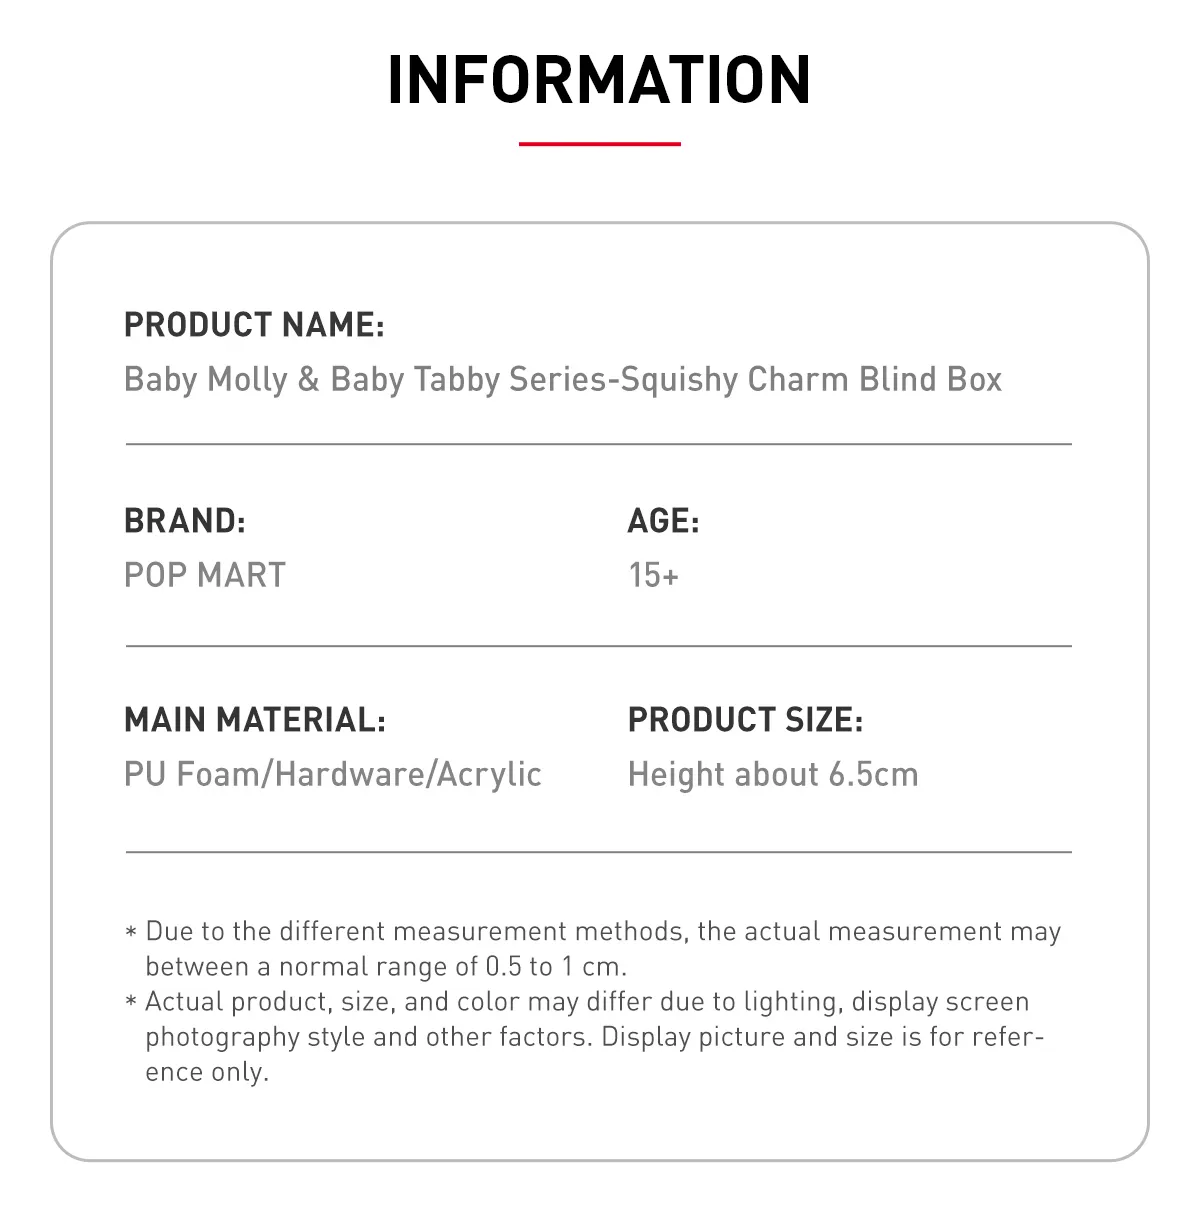 INFORMATION
PRODUCT NAME:
Baby Molly & Baby Tabby Series-Squishy Charm Blind Box
BRAND:
POP MART
AGE:
15+
MAIN MATERIAL:
PU Foam/Hardware/Acrylic
PRODUCT SIZE:
Height about 6.5cm
* Due to the different measurement methods, the actual measurement may
between a normal range of 0.5 to 1 cm.
* Actual product, size, and color may differ due to lighting, display screen
photography style and other factors. Display picture and size is for refer-
ence only.